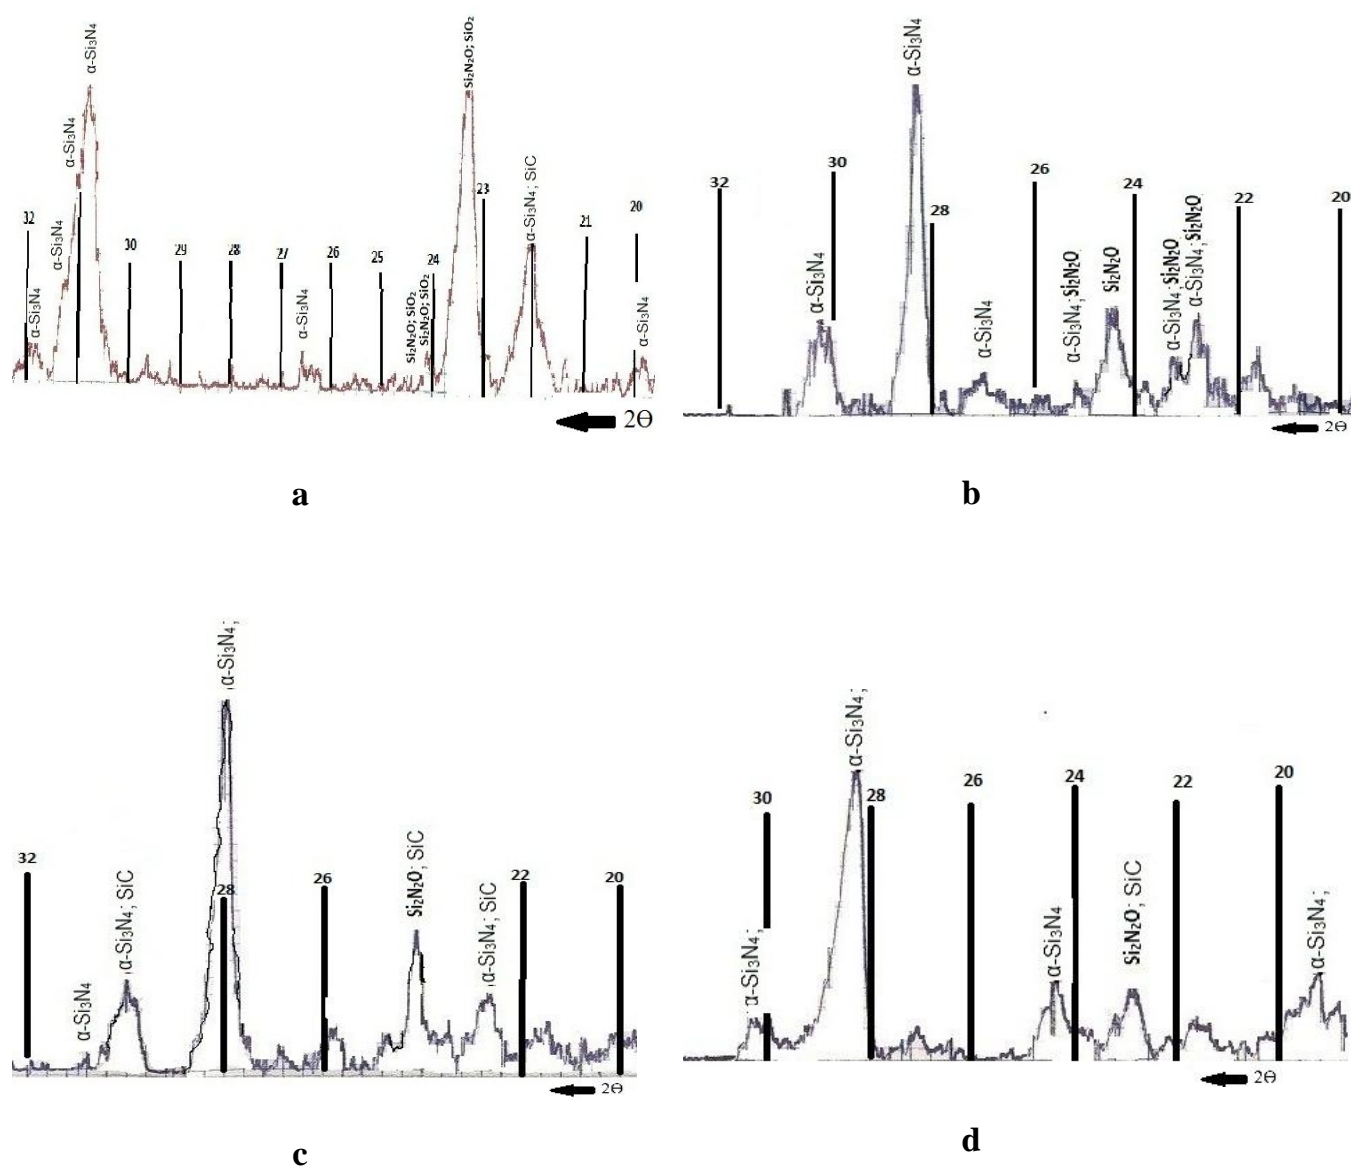 α-Si₃N₄
α-Si₃N₄
α-Si₃N₄
α-Si₃N₄
32
30
29
28
27
α-Si₃N₄
26
25
Si₂N₂O; SiO₂
Si₂N₂O; SiO₂
24
Si₂N₂O; SiO₂
23
α-Si₃N₄; SiC
21
20
α-Si₃N₄
2Θ
a
32
α-Si₃N₄
30
α-Si₃N₄
28
α-Si₃N₄
26
α-Si₃N₄;Si₂N₂O
Si₂N₂O
24
α-Si₃N₄;Si₂N₂O
α-Si₃N₄;Si₂N₂O
22
20
2Θ
b
32
α-Si₃N₄
α-Si₃N₄; SiC
α-Si₃N₄;
28
26
Si₂N₂O; SiC
α-Si₃N₄; SiC
22
20
2Θ
c
α-Si₃N₄;
30
α-Si₃N₄;
28
26
α-Si₃N₄
24
Si₂N₂O; SiC
22
20
α-Si₃N₄;
2Θ
d